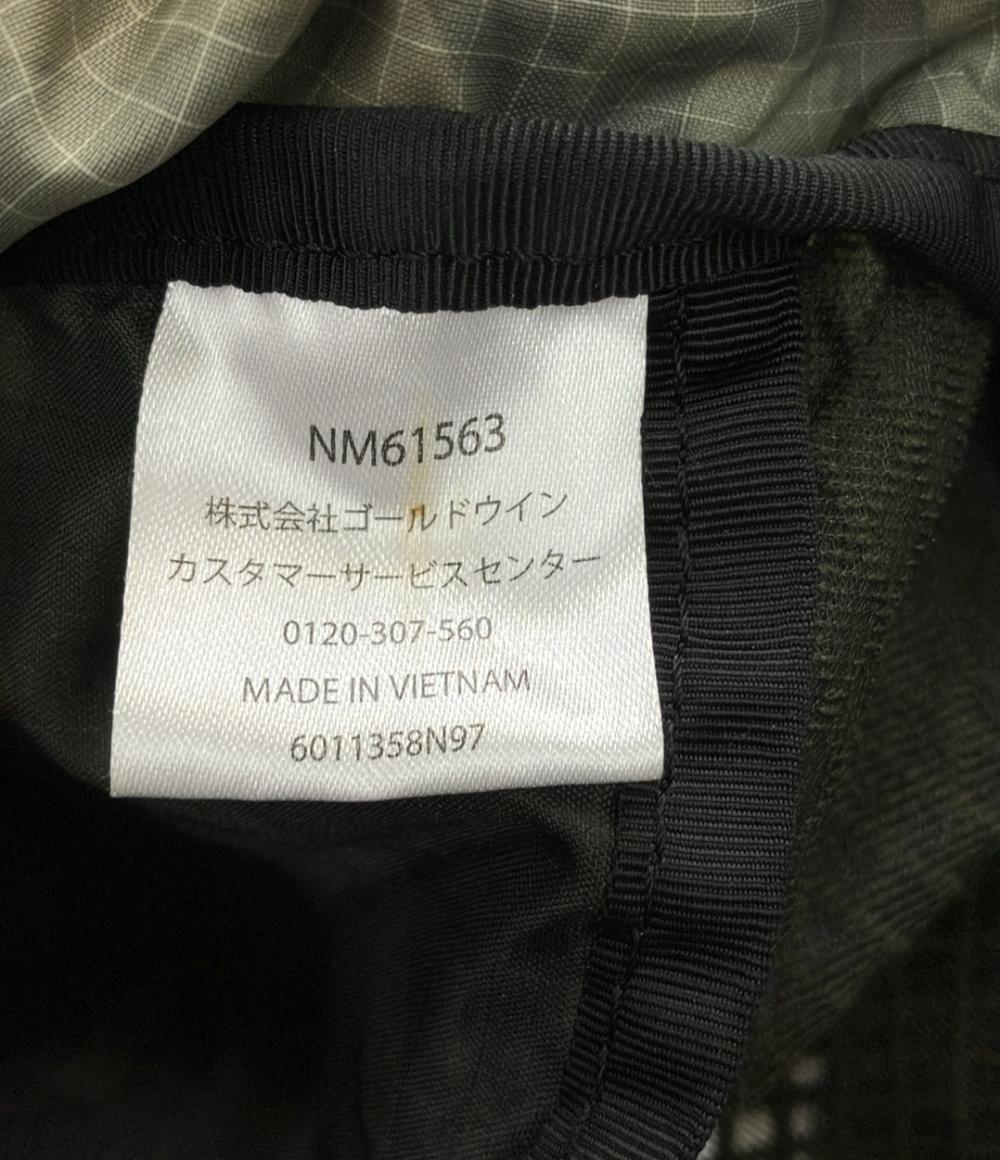 NM61563
株式会社ゴールドウイン
カスタマーサービスセンター
0120-307-560
MADE IN VIETNAM
6011358N97